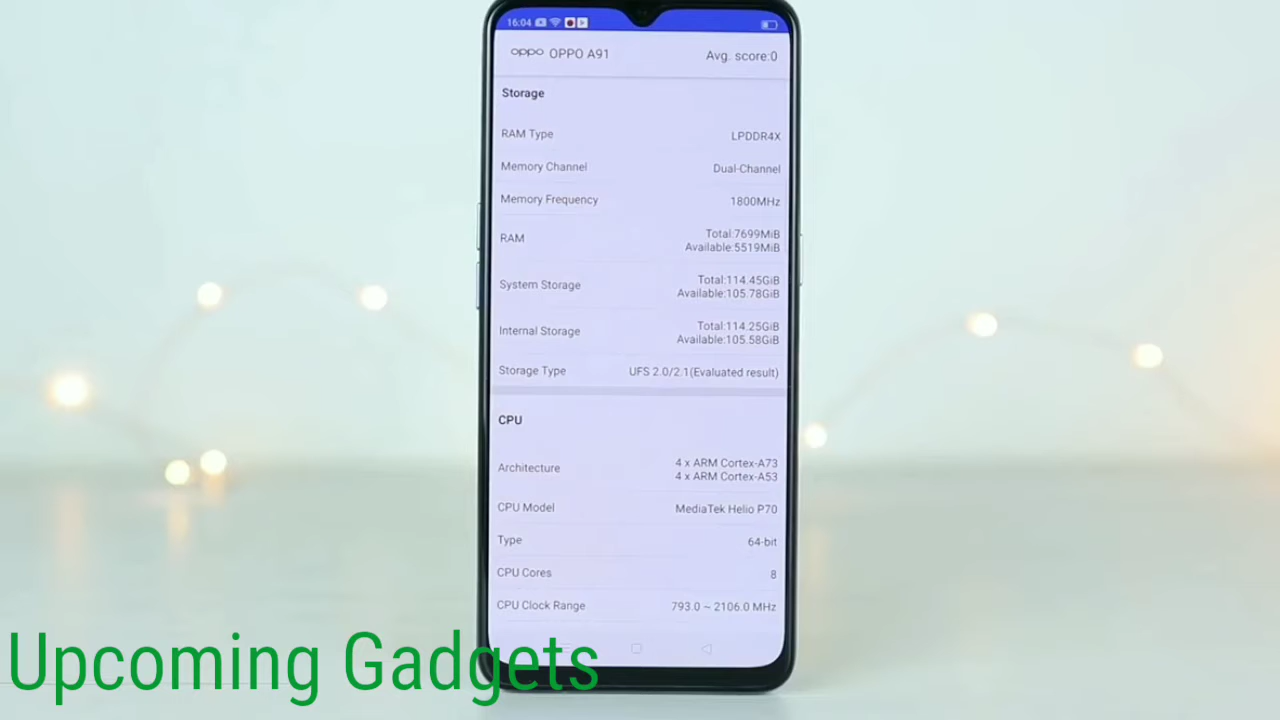 16:04
oppo OPPO A91 Avg. score:0
Storage
RAM Type LPDDR4X
Memory Channel Dual-Channel
Memory Frequency 1800MHz
RAM Total:7699MiB
Available:5519MiB
System Storage Total:114.45GiB
Available:105.78GiB
Internal Storage Total:114.25GiB
Available:105.58GiB
Storage Type UFS 2.0/2.1(Evaluated result)
CPU
Architecture 4 x ARM Cortex-A73
4 x ARM Cortex-A53
CPU Model MediaTek Helio P70
Type 64-bit
CPU Cores 8
CPU Clock Range 793.0 ~ 2106.0 MHz
Upcoming Gadgets